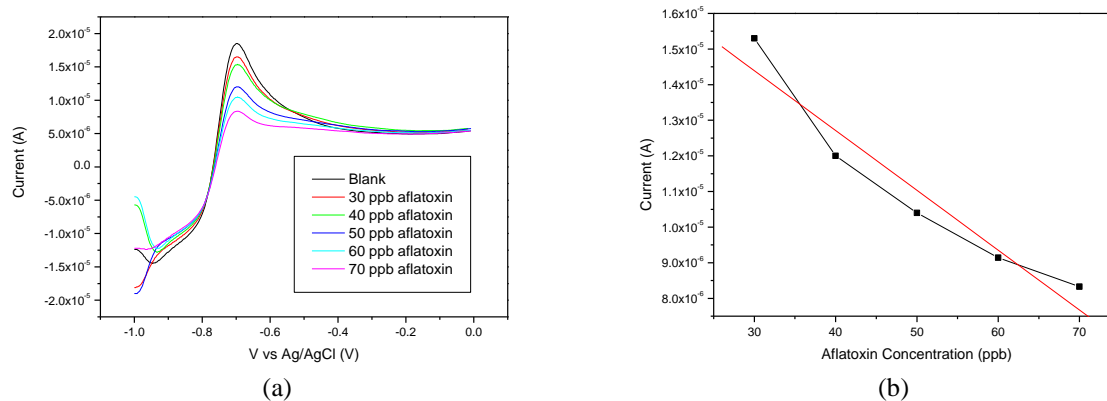 2.0x10⁻⁵
1.5x10⁻⁵
1.0x10⁻⁵
5.0x10⁻⁶
0.0
-5.0x10⁻⁶
-1.0x10⁻⁵
-1.5x10⁻⁵
-2.0x10⁻⁵
Current (A)
Blank
30 ppb aflatoxin
40 ppb aflatoxin
50 ppb aflatoxin
60 ppb aflatoxin
70 ppb aflatoxin
-1.0 -0.8 -0.6 -0.4 -0.2 0.0
V vs Ag/AgCl (V)
(a)
1.6x10⁻⁵
1.5x10⁻⁵
1.4x10⁻⁵
1.3x10⁻⁵
1.2x10⁻⁵
1.1x10⁻⁵
1.0x10⁻⁵
9.0x10⁻⁶
8.0x10⁻⁶
Current (A)
30 40 50 60 70
Aflatoxin Concentration (ppb)
(b)